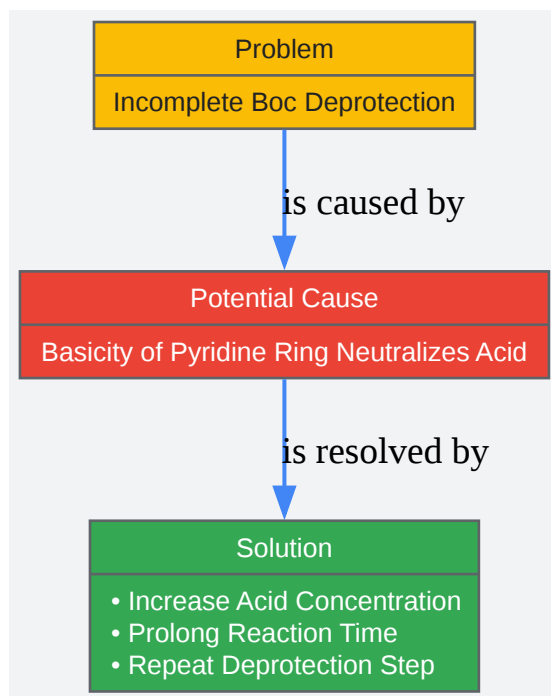 Problem
Incomplete Boc Deprotection
is caused by
Potential Cause
Basicity of Pyridine Ring Neutralizes Acid
is resolved by
Solution
• Increase Acid Concentration
• Prolong Reaction Time
• Repeat Deprotection Step